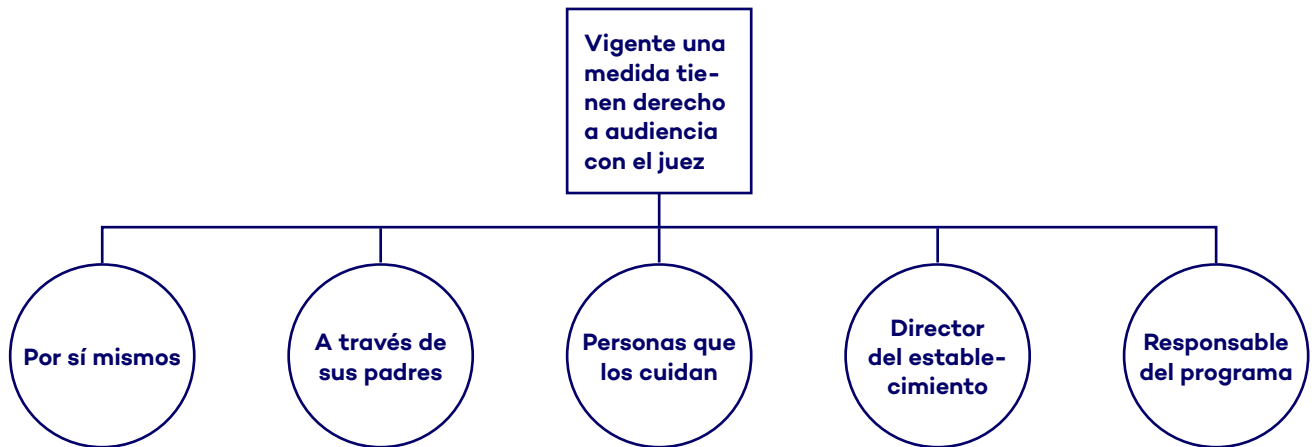 Vigente una
medida tie-
nen derecho
a audiencia
con el juez
Por sí mismos
A través de
sus padres
Personas que
los cuidan
Director
del estable-
cimiento
Responsable
del programa